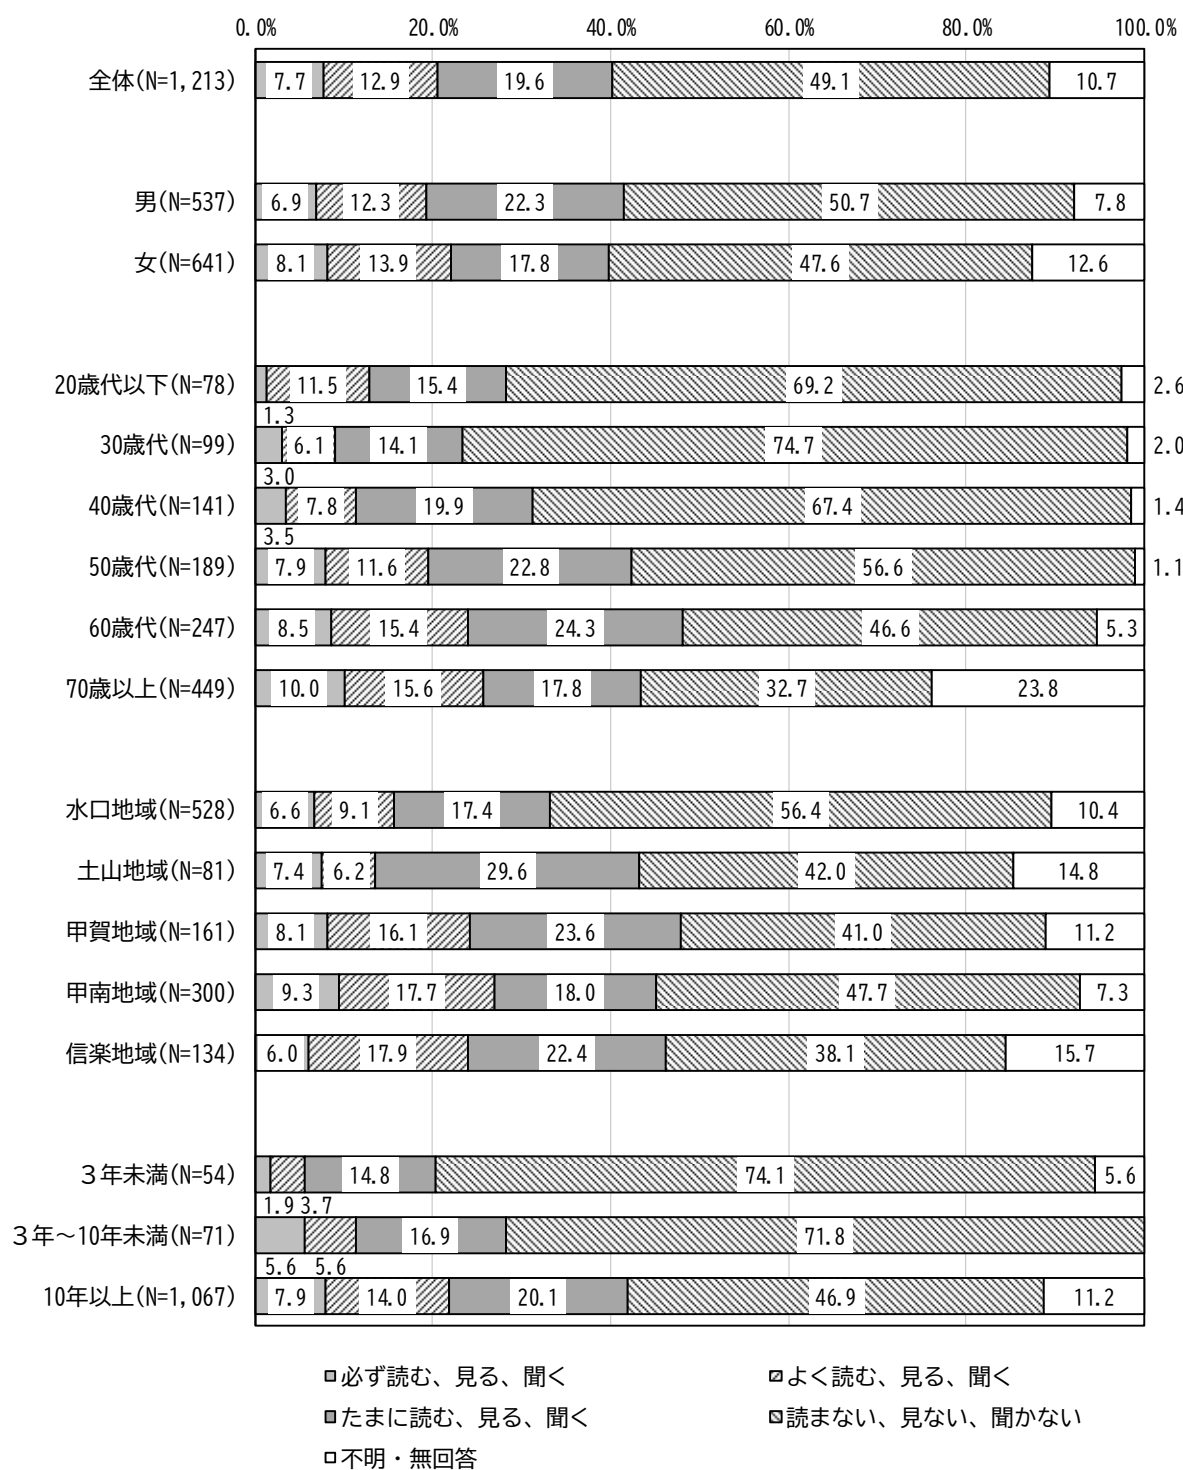 0.0% 20.0% 40.0% 60.0% 80.0% 100.0%
全体(N=1,213) 7.7 12.9 19.6 49.1 10.7
男(N=537) 6.9 12.3 22.3 50.7 7.8
女(N=641) 8.1 13.9 17.8 47.6 12.6
20歳代以下(N=78) 11.5 15.4 69.2 2.6
1.3
30歳代(N=99) 6.1 14.1 74.7 2.0
3.0
40歳代(N=141) 7.8 19.9 67.4 1.4
3.5
50歳代(N=189) 7.9 11.6 22.8 56.6 1.1
60歳代(N=247) 8.5 15.4 24.3 46.6 5.3
70歳以上(N=449) 10.0 15.6 17.8 32.7 23.8
水口地域(N=528) 6.6 9.1 17.4 56.4 10.4
土山地域(N=81) 7.4 6.2 29.6 42.0 14.8
甲賀地域(N=161) 8.1 16.1 23.6 41.0 11.2
甲南地域(N=300) 9.3 17.7 18.0 47.7 7.3
信楽地域(N=134) 6.0 17.9 22.4 38.1 15.7
３年未満(N=54) 14.8 74.1 5.6
1.9 3.7
３年～10年未満(N=71) 16.9 71.8
5.6 5.6
10年以上(N=1,067) 7.9 14.0 20.1 46.9 11.2
必ず読む、見る、聞く よく読む、見る、聞く
たまに読む、見る、聞く 読まない、見ない、聞かない
不明・無回答